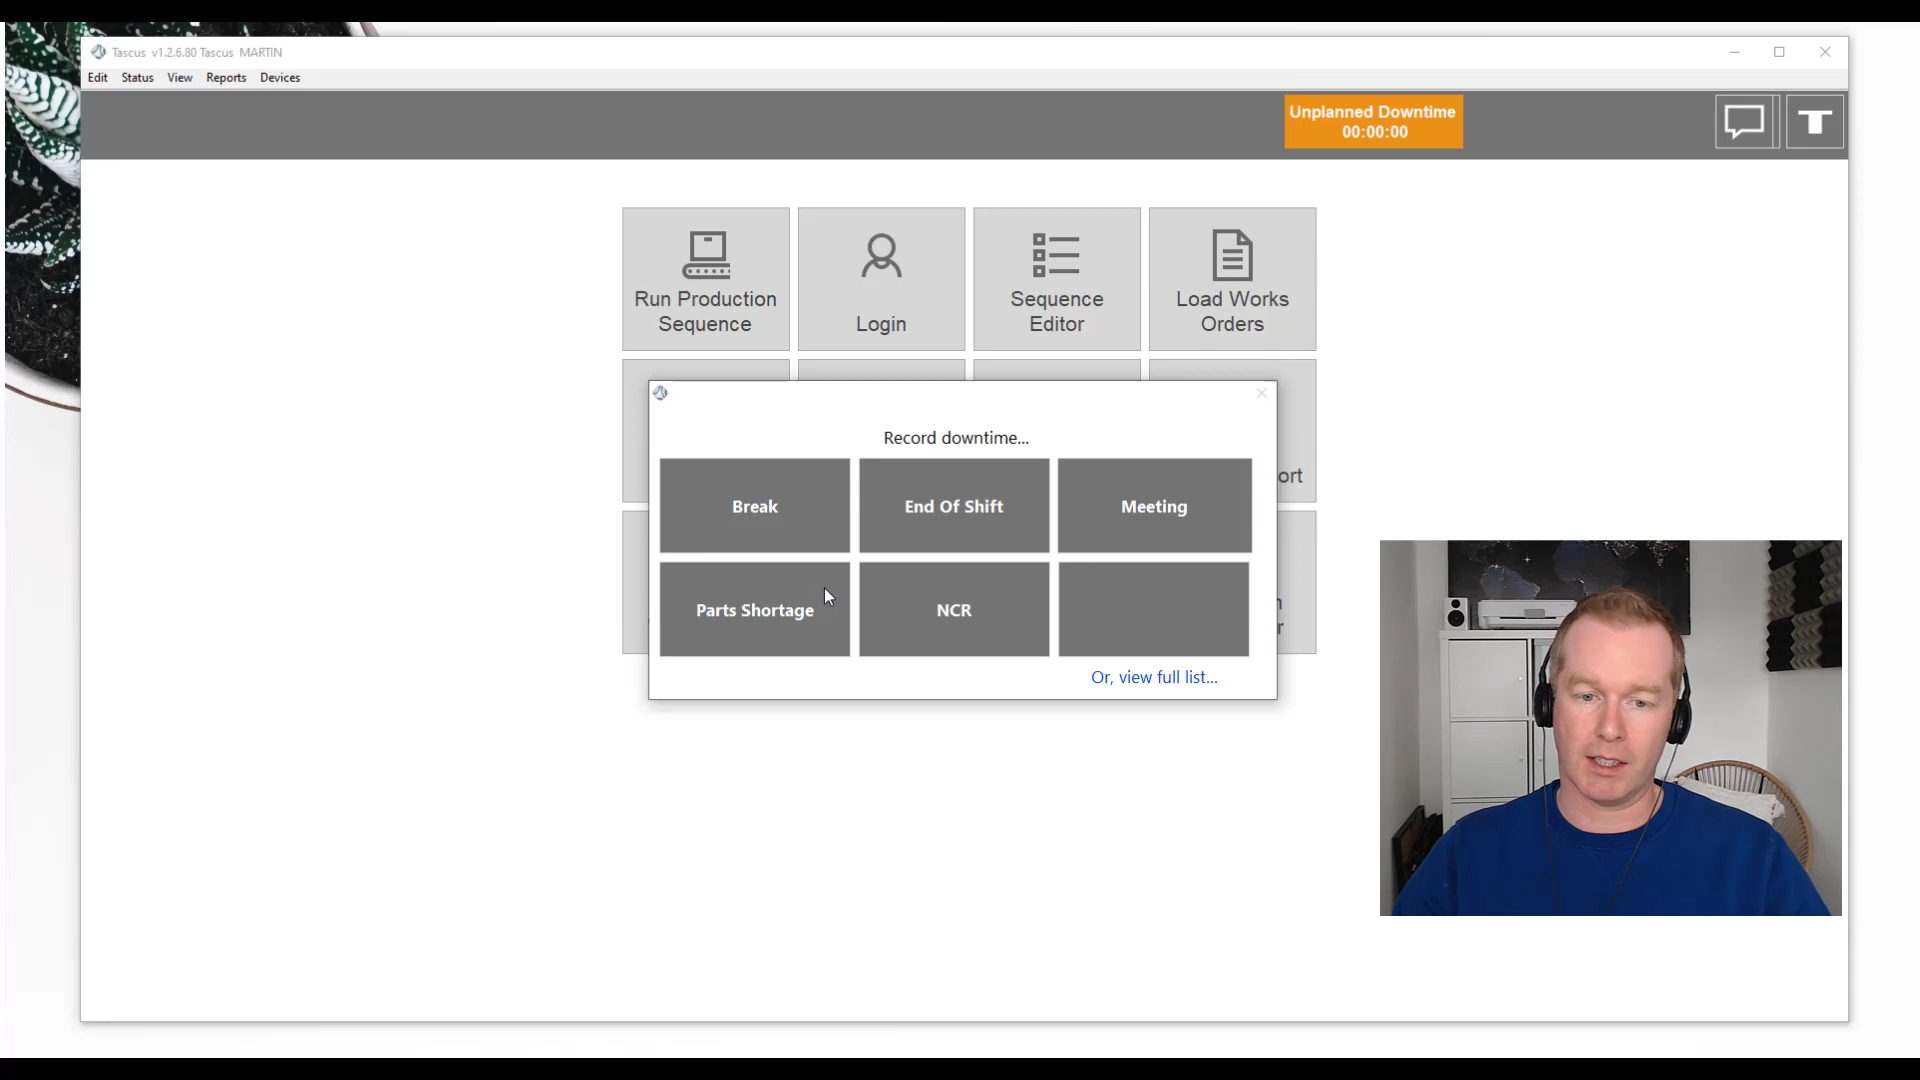 Tascus v1.2.6.80 Tascus MARTIN
Edit Status View Reports Devices
Unplanned Downtime
00:00:00
Run Production
Sequence
Login
Sequence
Editor
Load Works
Orders
ort
Record downtime...
Break
End Of Shift
Meeting
Parts Shortage
NCR
Or, view full list...